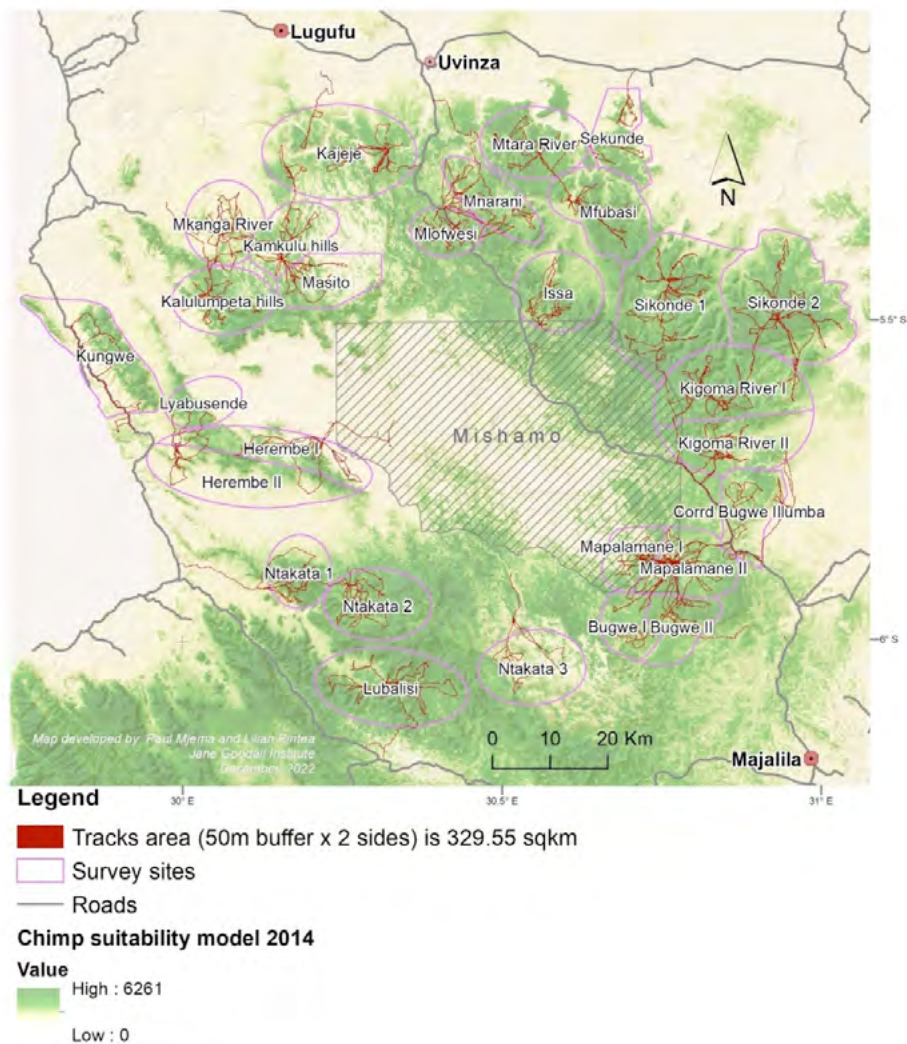 Lugufu
Uvinza
Kajeje
Mtara River
Sekunde
N
Mnarani
Mfubasi
Mkanga River
Mlofwesi
Kamkulu hills
Masito
Issa
Kalulumpeta hills
Sikonde 1
Sikonde 2
5.5° S
Kungwe
Kigoma River I
Lyabusende
Mishamo
Herembe I
Kigoma River II
Herembe II
Corrd Bugwe Illumba
Mapalamane I
Mapalamane II
Ntakata 1
Ntakata 2
Bugwe I
Bugwe II
6° S
Ntakata 3
Lubalisi
Map developed by: Paul Mjema and Lilian Pintea
Jane Goodall Institute
December, 2022
0 10 20 Km
Majalila
30° E
30.5° E
31° E
Legend
Tracks area (50m buffer x 2 sides) is 329.55 sqkm
Survey sites
Roads
Chimp suitability model 2014
Value
High : 6261
Low : 0